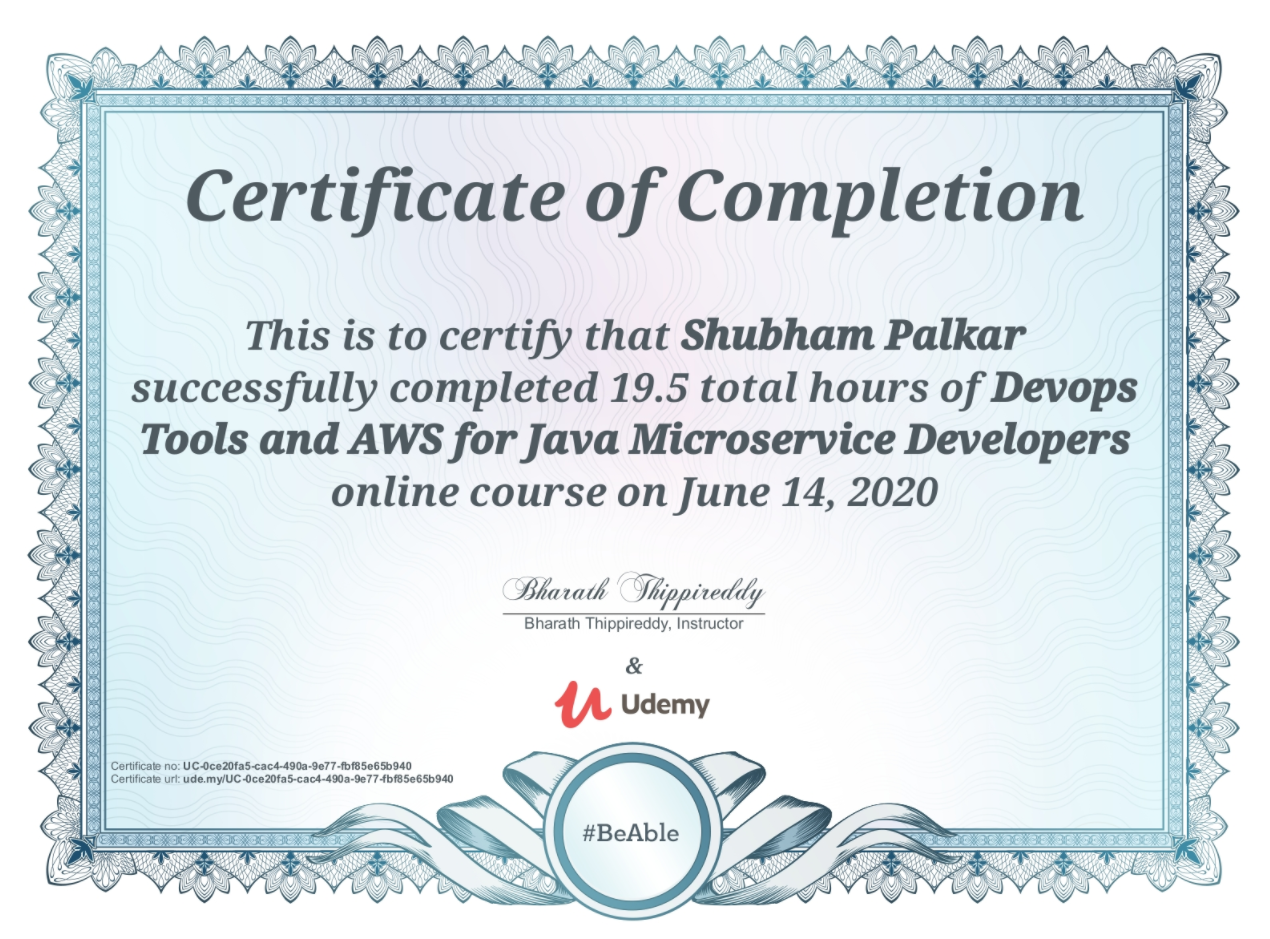 Certificate of Completion
This is to certify that Shubham Palkar
successfully completed 19.5 total hours of Devops
Tools and AWS for Java Microservice Developers
online course on June 14, 2020
Bharath Thippireddy
Bharath Thippireddy, Instructor
&
Udemy
Certificate no: UC-0ce20fa5-cac4-490a-9e77-fbf85e65b940
Certificate url: ude.my/UC-0ce20fa5-cac4-490a-9e77-fbf85e65b940
#BeAble